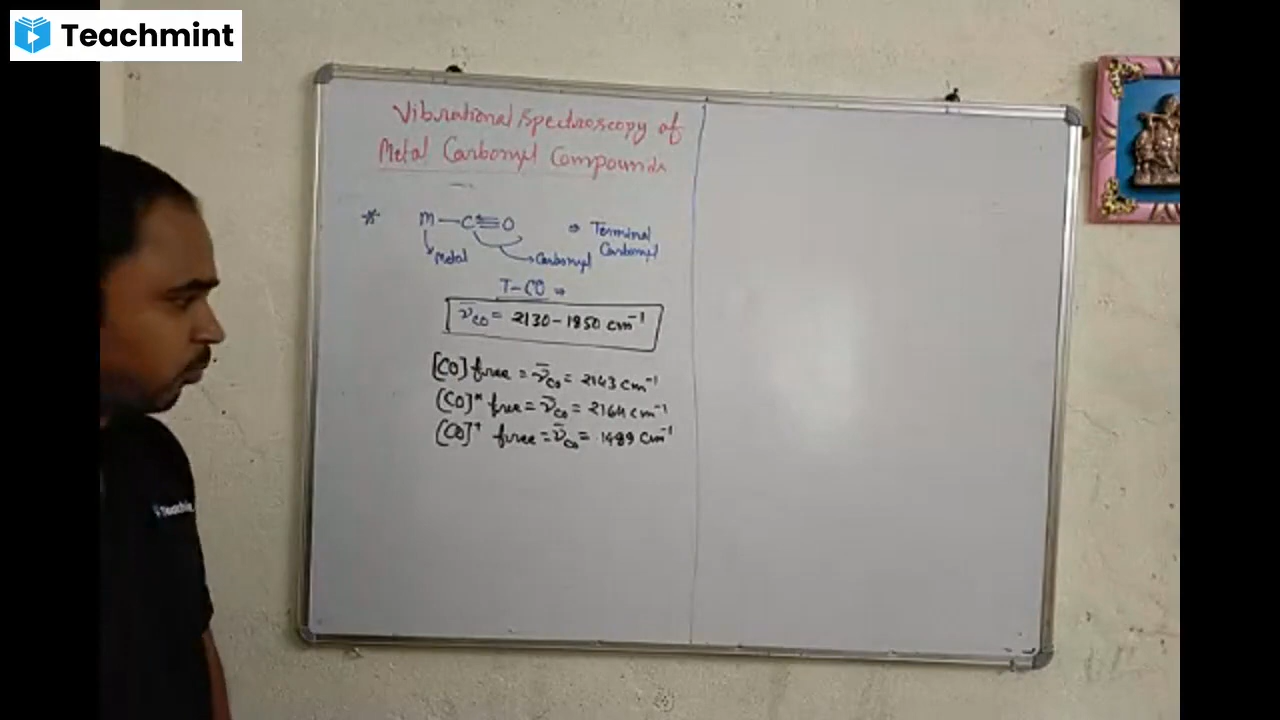 Teachmint
Vibrational Spectroscopy of
Metal Carbonyl Compounds
* M—C≡O ⇒ Terminal
Carbonyl
Metal Carbonyl
T-CO ⇒
ν̄co = 2130-1850 cm⁻¹
[CO] free = ν̄co = 2143 cm⁻¹
(CO)* free = ν̄co = 2164 cm⁻¹
[CO]⁺ free = ν̄co = 1489 cm⁻¹